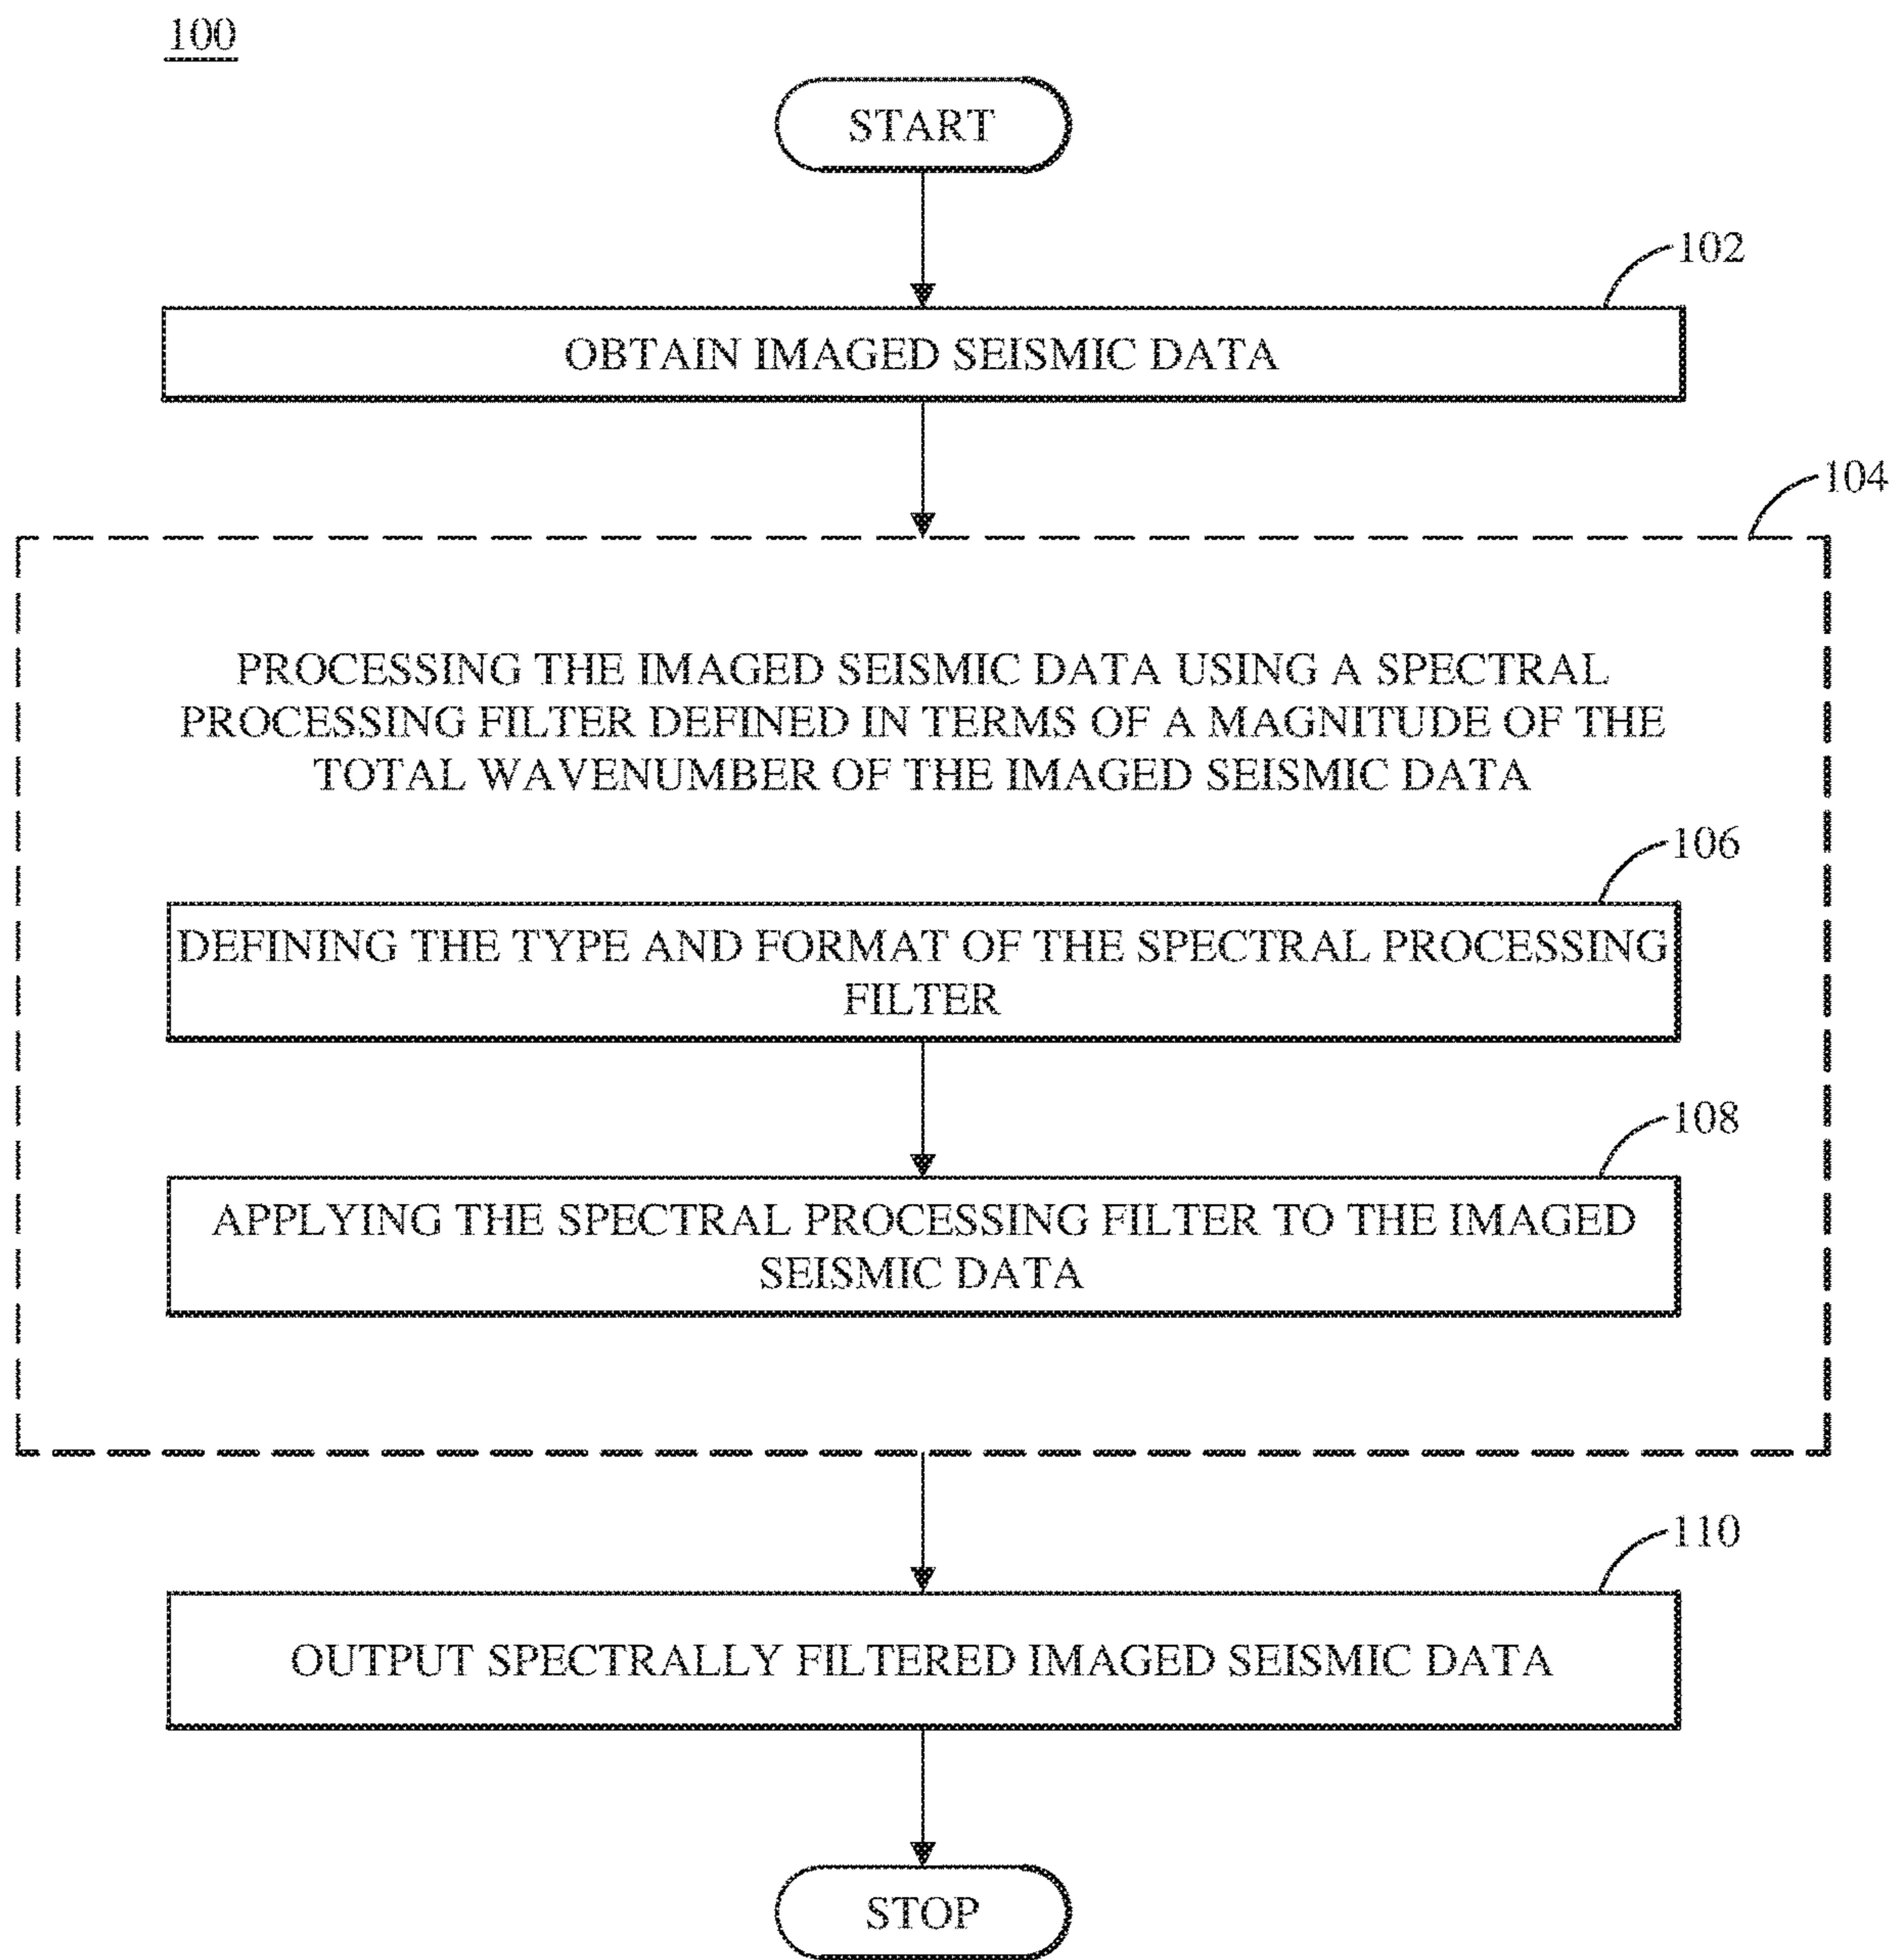 100
START
102
OBTAIN IMAGED SEISMIC DATA
104
PROCESSING THE IMAGED SEISMIC DATA USING A SPECTRAL
PROCESSING FILTER DEFINED IN TERMS OF A MAGNITUDE OF THE
TOTAL WAVENUMBER OF THE IMAGED SEISMIC DATA
106
DEFINING THE TYPE AND FORMAT OF THE SPECTRAL PROCESSING
FILTER
108
APPLYING THE SPECTRAL PROCESSING FILTER TO THE IMAGED
SEISMIC DATA
110
OUTPUT SPECTRALLY FILTERED IMAGED SEISMIC DATA
STOP